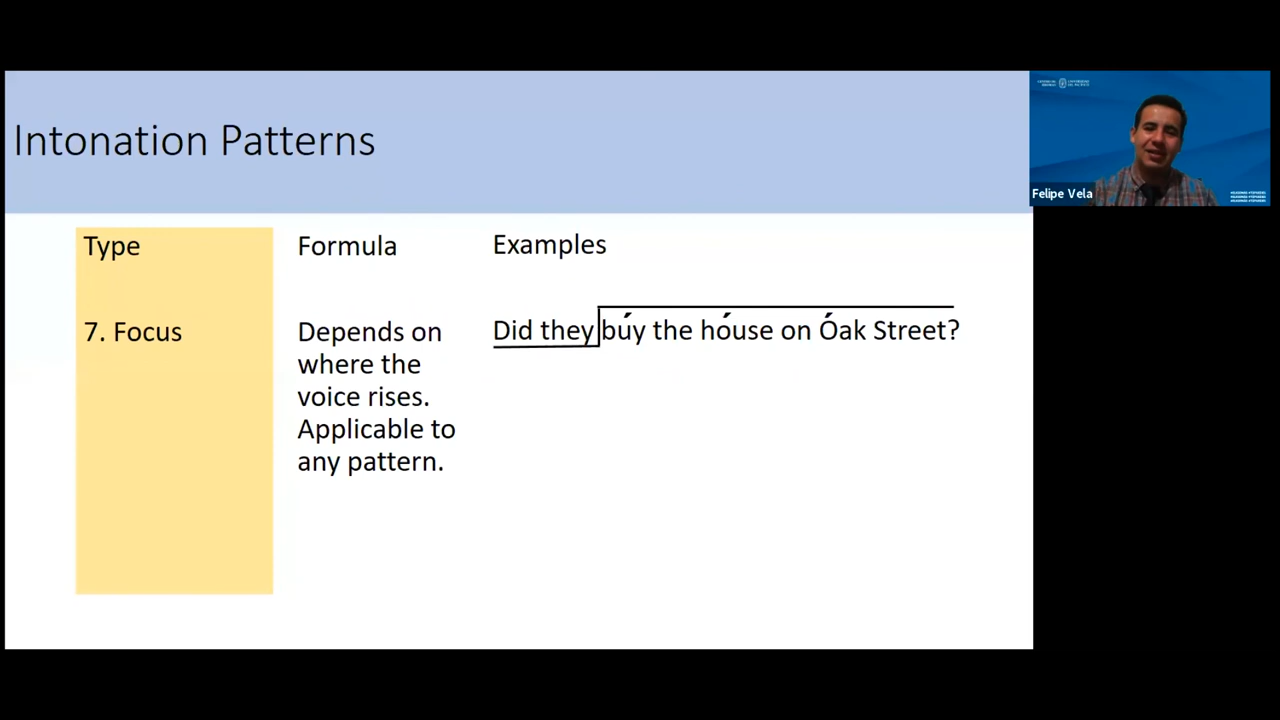 Intonation Patterns
Felipe Vela
Type Formula Examples
7. Focus Depends on Did they búy the hóuse on Óak Street?
where the
voice rises.
Applicable to
any pattern.